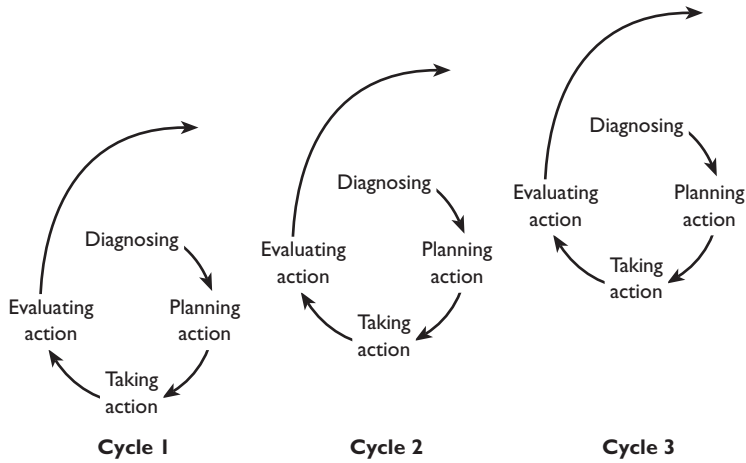 Diagnosing
Planning
action
Taking
action
Evaluating
action
Cycle 1
Diagnosing
Planning
action
Taking
action
Evaluating
action
Cycle 2
Diagnosing
Planning
action
Taking
action
Evaluating
action
Cycle 3